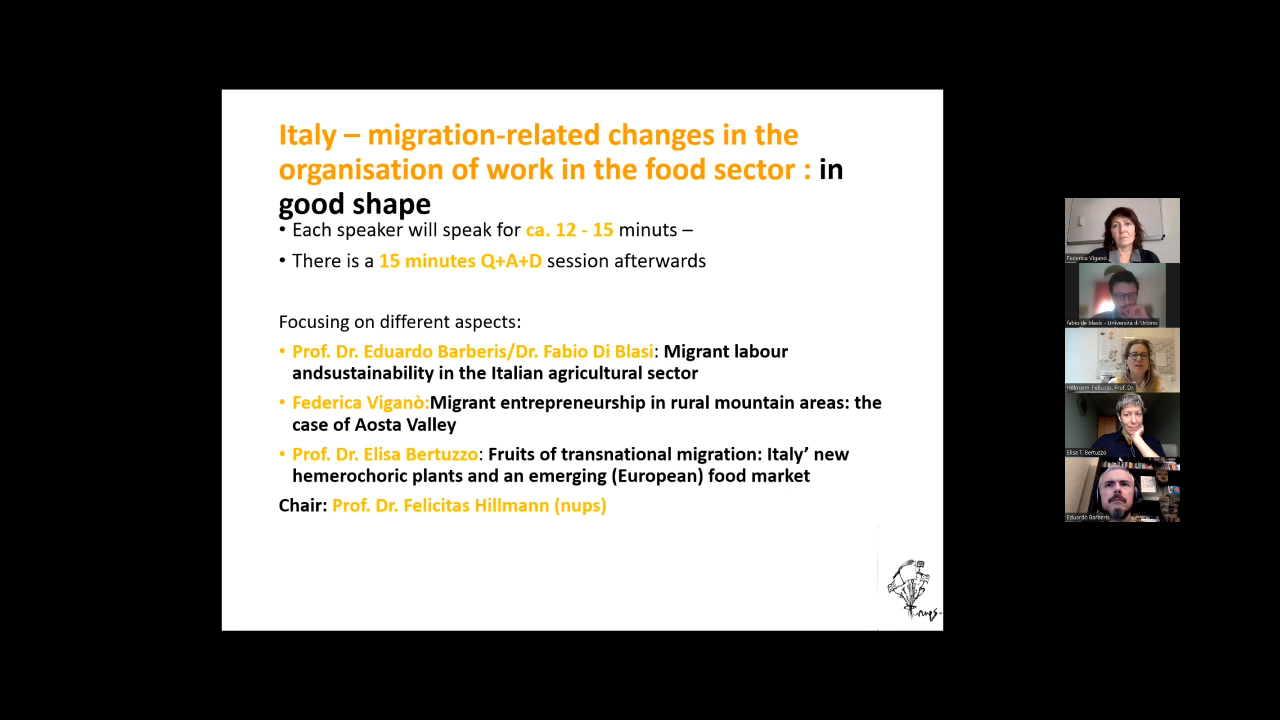 Italy – migration-related changes in the
organisation of work in the food sector : in
good shape
• Each speaker will speak for ca. 12 - 15 minuts –
• There is a 15 minutes Q+A+D session afterwards
Focusing on different aspects:
• Prof. Dr. Eduardo Barberis/Dr. Fabio Di Blasi: Migrant labour
andsustainability in the Italian agricultural sector
• Federica Viganò:Migrant entrepreneurship in rural mountain areas: the
case of Aosta Valley
• Prof. Dr. Elisa Bertuzzo: Fruits of transnational migration: Italy’ new
hemerochoric plants and an emerging (European) food market
Chair: Prof. Dr. Felicitas Hillmann (nups)
nups-
Federica Viganò
fabio de blasis - Università di Urbino
Hillmann, Felicitas, Prof. Dr.
Elisa T. Bertuzzo
Eduardo Barberis